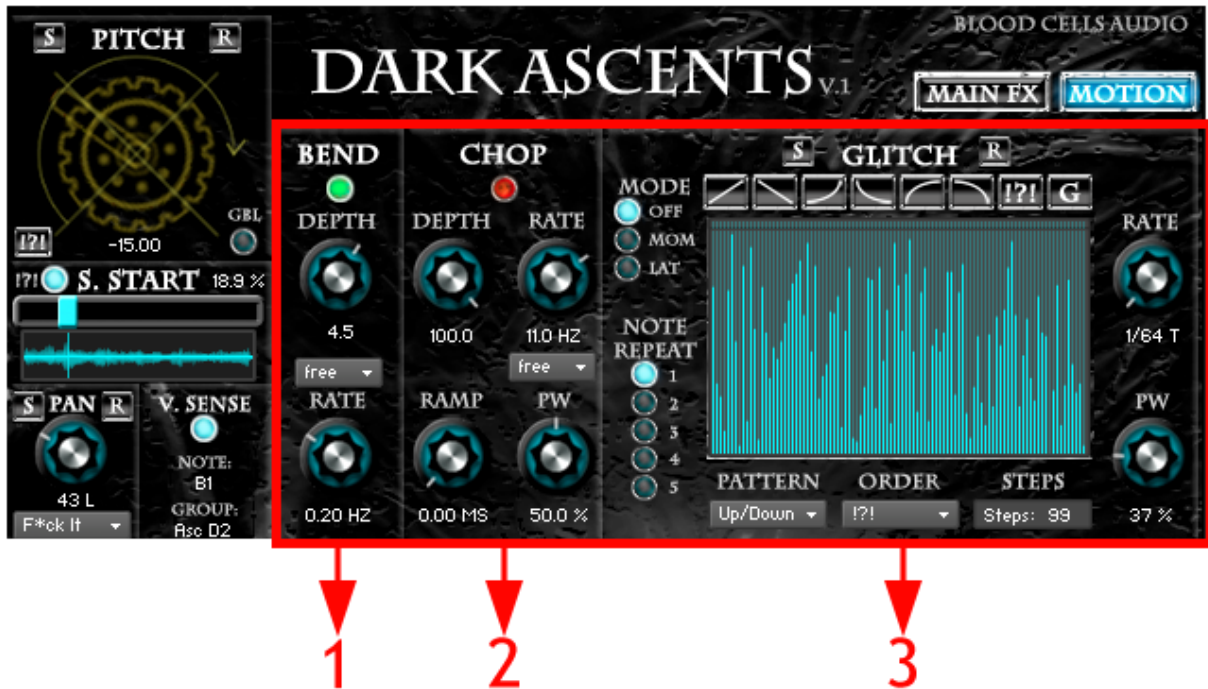 S PITCH R
BLOOD CELLS AUDIO
DARK ASCENTS V.1
MAIN FX MOTION
GBL
!?! -15.00
!?! S. START 18.9 %
S PAN R
43 L
F*ck It
V. SENSE
NOTE:
B1
GROUP:
Asc D2
BEND
DEPTH
4.5
free
RATE
0.20 HZ
CHOP
DEPTH RATE
100.0 11.0 HZ
free
RAMP PW
0.00 MS 50.0 %
S GLITCH R
MODE
OFF
MOM
LAT
!?! G
NOTE
REPEAT
1
2
3
4
5
PATTERN ORDER STEPS
Up/Down !?! Steps: 99
RATE
1/64 T
PW
37 %
1 2 3